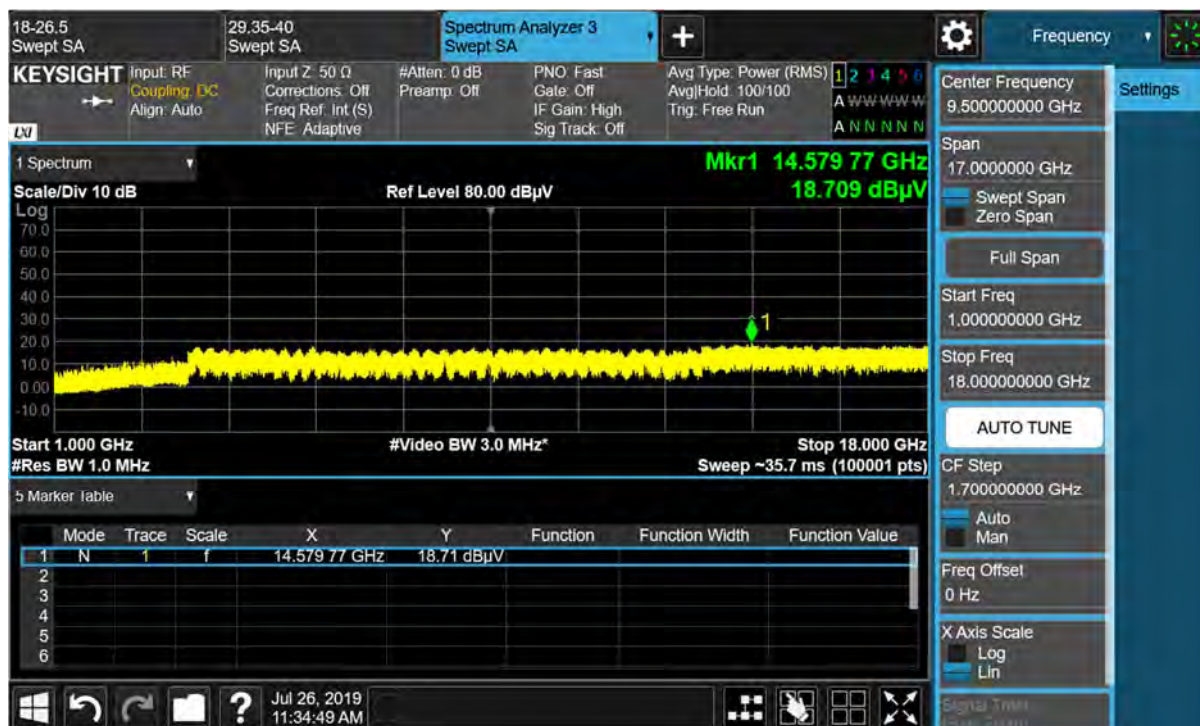 18-26.5
Swept SA
29.35-40
Swept SA
Spectrum Analyzer 3
Swept SA
Frequency
KEYSIGHT
Input: RF
Coupling: DC
Align: Auto
Input Z: 50 Ω
Corrections: Off
Freq Ref: Int (S)
NFE: Adaptive
#Atten: 0 dB
Preamp: Off
PNO: Fast
Gate: Off
IF Gain: High
Sig Track: Off
Avg Type: Power (RMS)
Avg|Hold: 100/100
Trig: Free Run
1 2 3 4 5 6
A W W W W W
A N N N N N
LXI
1 Spectrum
Scale/Div 10 dB
Ref Level 80.00 dBµV
Mkr1 14.579 77 GHz
18.709 dBµV
Log
70.0
60.0
50.0
40.0
30.0
20.0
10.0
0.00
-10.0
1
Start 1.000 GHz
#Video BW 3.0 MHz*
Stop 18.000 GHz
#Res BW 1.0 MHz
Sweep ~35.7 ms (100001 pts)
5 Marker Table
Mode Trace Scale X Y Function Function Width Function Value
1 N 1 f 14.579 77 GHz 18.71 dBµV
2
3
4
5
6
Jul 26, 2019
11:34:49 AM
Center Frequency
9.500000000 GHz
Settings
Span
17.0000000 GHz
Swept Span
Zero Span
Full Span
Start Freq
1.000000000 GHz
Stop Freq
18.000000000 GHz
AUTO TUNE
CF Step
1.700000000 GHz
Auto
Man
Freq Offset
0 Hz
X Axis Scale
Log
Lin